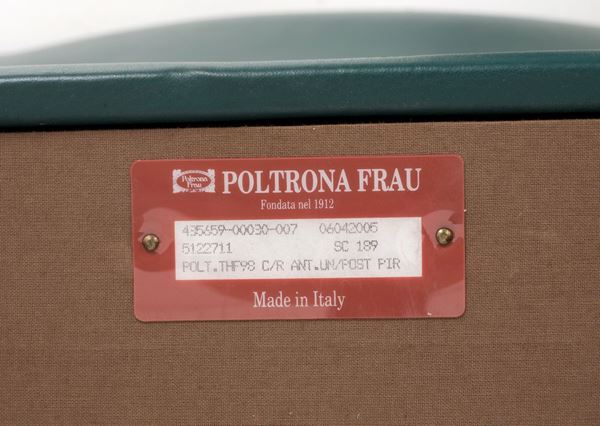 Poltrona
Frau
POLTRONA FRAU
Fondata nel 1912
435659-00030-007 06042005
5122711 SC 189
POLT.THF98 C/R ANT.UN/POST PIR
Made in Italy